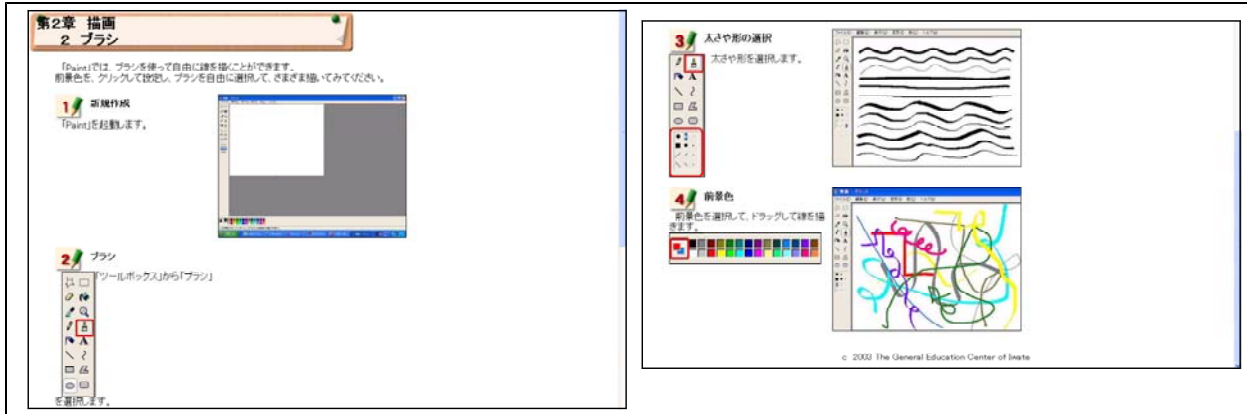 第2章 描画
2 ブラシ
「Paint」では、ブラシを使って自由に線を描くことができます。
前景色を、クリックして設定し、ブラシを自由に選択して、さまざま描いてみてください。
1 新規作成
「Paint」を起動します。
2 ブラシ
「ツールボックス」から「ブラシ」
を選択します。
3 太さや形の選択
太さや形を選択します。
4 前景色
前景色を選択して、ドラッグして線を描
きます。
c 2003 The General Education Center of Iwate